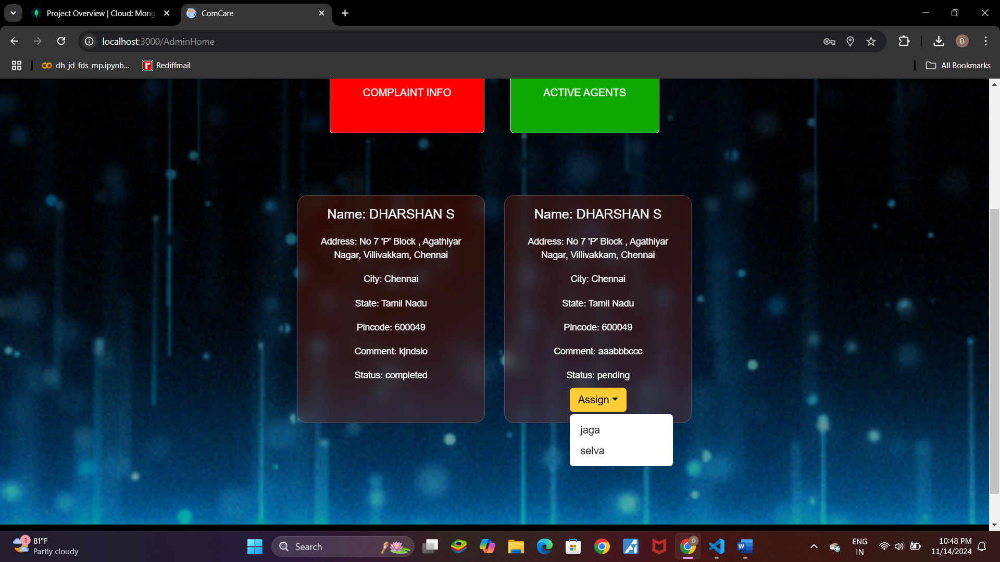 Project Overview | Cloud: Mong
ComCare
localhost:3000/AdminHome
D
dh_jd_fds_mp.ipynb...
Rediffmail
All Bookmarks
COMPLAINT INFO
ACTIVE AGENTS
Name: DHARSHAN S
Address: No 7 'P' Block , Agathiyar
Nagar, Villivakkam, Chennai
City: Chennai
State: Tamil Nadu
Pincode: 600049
Comment: kjndsio
Status: completed
Name: DHARSHAN S
Address: No 7 'P' Block , Agathiyar
Nagar, Villivakkam, Chennai
City: Chennai
State: Tamil Nadu
Pincode: 600049
Comment: aaabbbccc
Status: pending
Assign
jaga
selva
1
81°F
Partly cloudy
Search
D
W
ENG
IN
10:48 PM
11/14/2024